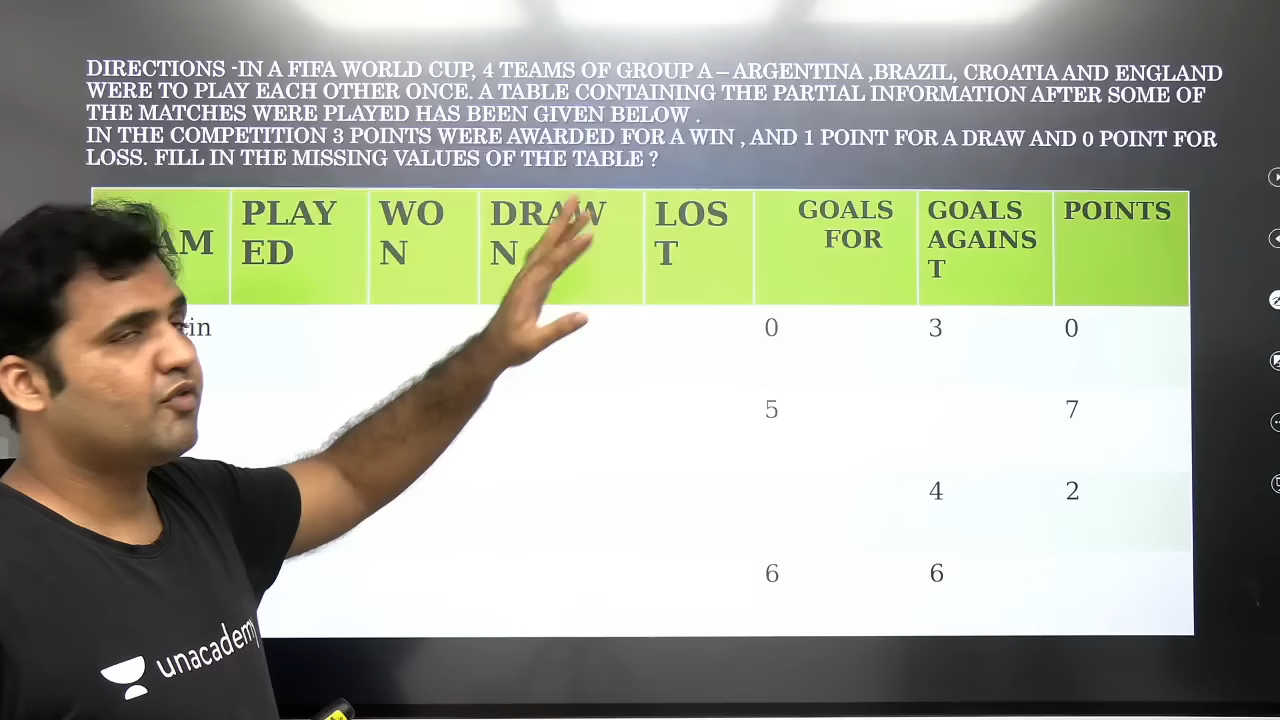 DIRECTIONS -IN A FIFA WORLD CUP, 4 TEAMS OF GROUP A – ARGENTINA ,BRAZIL, CROATIA AND ENGLAND
WERE TO PLAY EACH OTHER ONCE. A TABLE CONTAINING THE PARTIAL INFORMATION AFTER SOME OF
THE MATCHES WERE PLAYED HAS BEEN GIVEN BELOW .
IN THE COMPETITION 3 POINTS WERE AWARDED FOR A WIN , AND 1 POINT FOR A DRAW AND 0 POINT FOR
LOSS. FILL IN THE MISSING VALUES OF THE TABLE ?
AM PLAY WO DRAW LOS GOALS GOALS POINTS
ED N N T FOR AGAINS
T
tin 0 3 0
5 7
4 2
6 6
unacademy